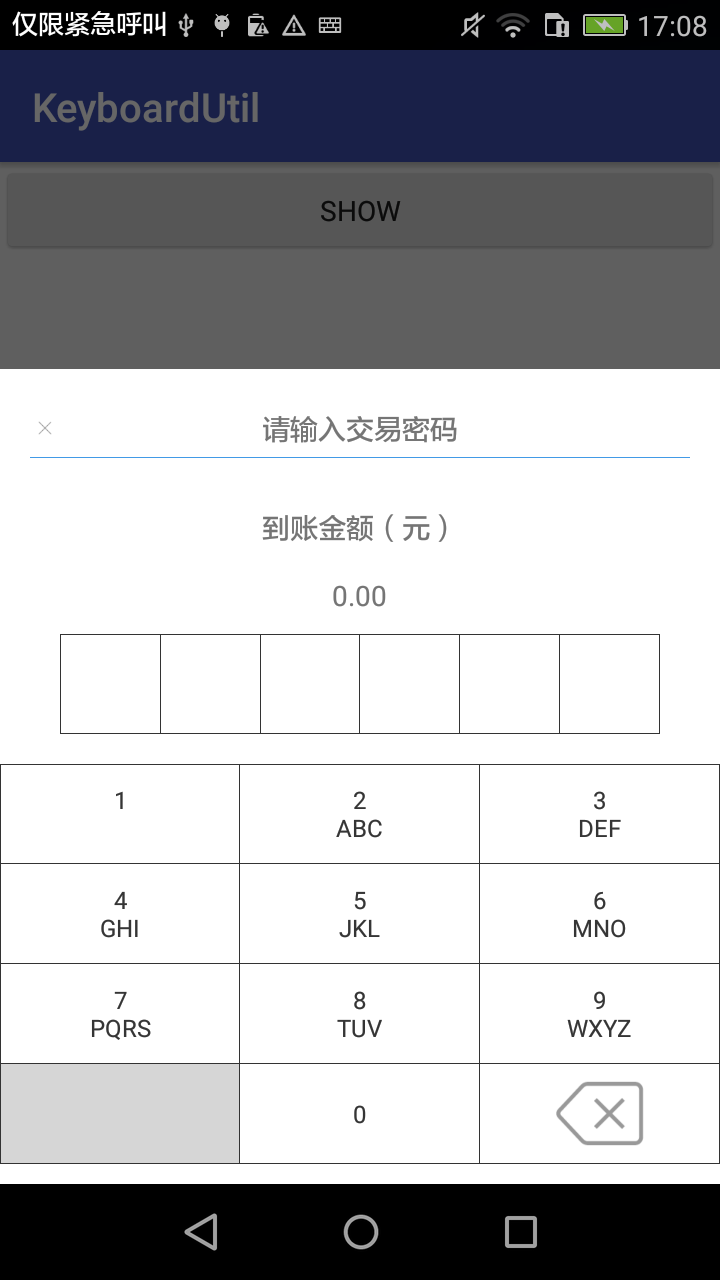 仅限紧急呼叫 17:08
KeyboardUtil
SHOW
请输入交易密码
到账金额（元）
0.00
1 2 3
ABC DEF
4 5 6
GHI JKL MNO
7 8 9
PQRS TUV WXYZ
0